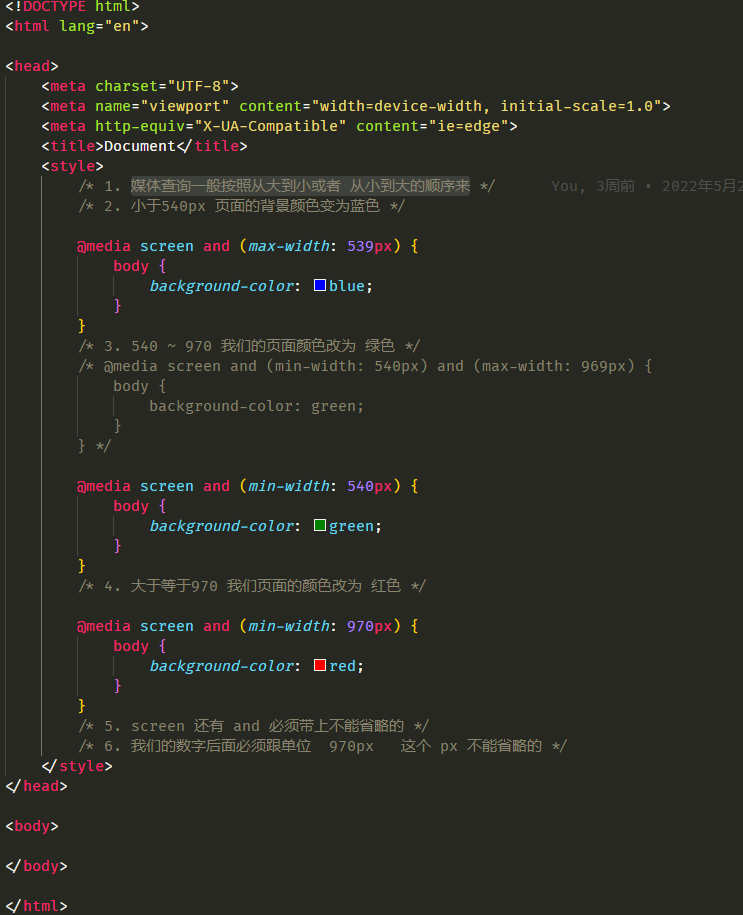 <!DOCTYPE html>
<html lang="en">
<head>
<meta charset="UTF-8">
<meta name="viewport" content="width=device-width, initial-scale=1.0">
<meta http-equiv="X-UA-Compatible" content="ie=edge">
<title>Document</title>
<style>
/* 1. 媒体查询一般按照从大到小或者 从小到大的顺序来 */ You, 3周前 • 2022年5月2
/* 2. 小于540px 页面的背景颜色变为蓝色 */
@media screen and (max-width: 539px) {
body {
background-color: blue;
}
}
/* 3. 540 ~ 970 我们的页面颜色改为 绿色 */
/* @media screen and (min-width: 540px) and (max-width: 969px) {
body {
background-color: green;
}
} */
@media screen and (min-width: 540px) {
body {
background-color: green;
}
}
/* 4. 大于等于970 我们页面的颜色改为 红色 */
@media screen and (min-width: 970px) {
body {
background-color: red;
}
}
/* 5. screen 还有 and 必须带上不能省略的 */
/* 6. 我们的数字后面必须跟单位 970px 这个 px 不能省略的 */
</style>
</head>
<body>
</body>
</html>